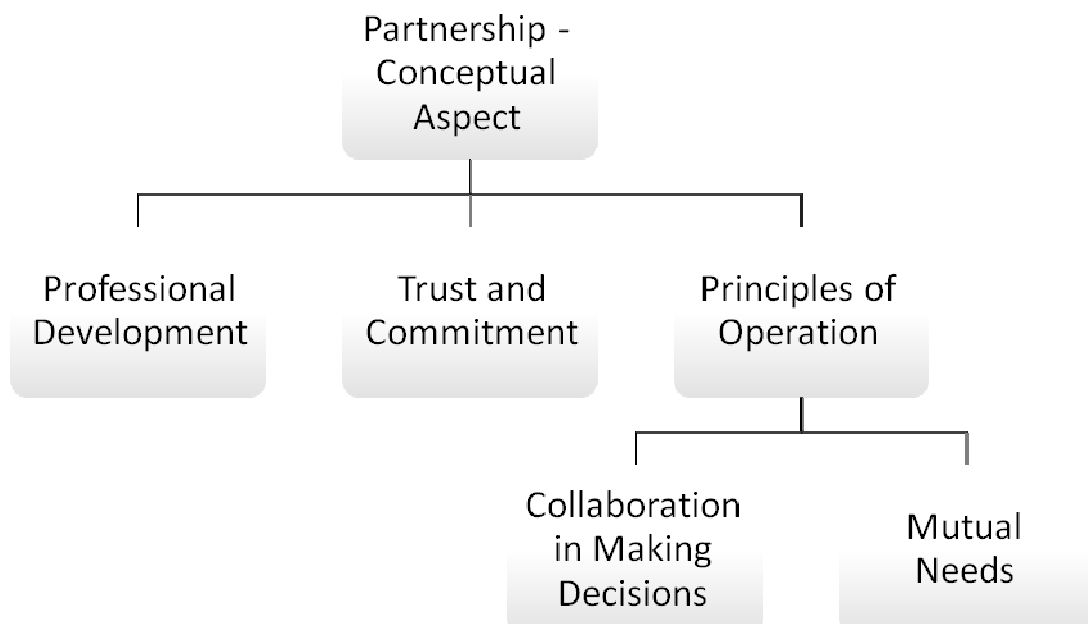 Partnership -
Conceptual
Aspect
Professional
Development
Trust and
Commitment
Principles of
Operation
Collaboration
in Making
Decisions
Mutual
Needs